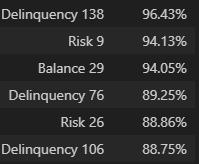 Delinquency 138 96.43%
Risk 9 94.13%
Balance 29 94.05%
Delinquency 76 89.25%
Risk 26 88.86%
Delinquency 106 88.75%